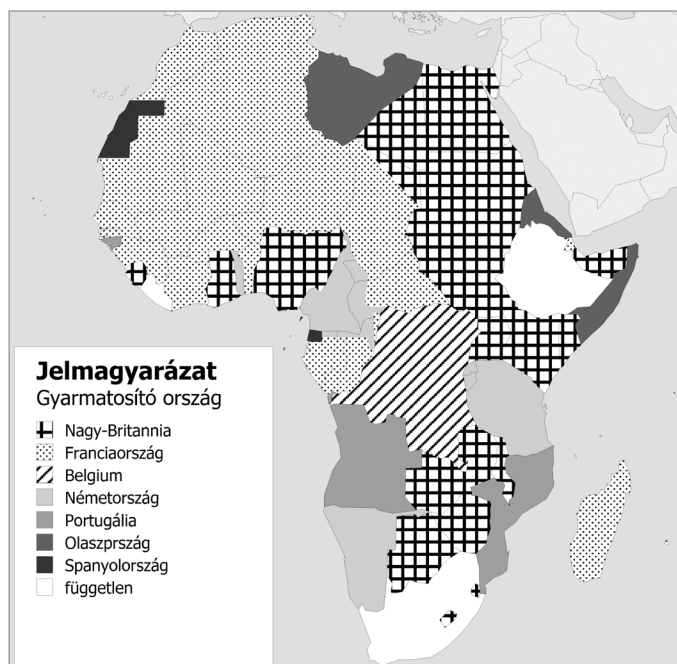 Jelmagyarázat
Gyarmatosító ország
Nagy-Britannia
Franciaország
Belgium
Németország
Portugália
Olaszprszág
Spanyolország
független